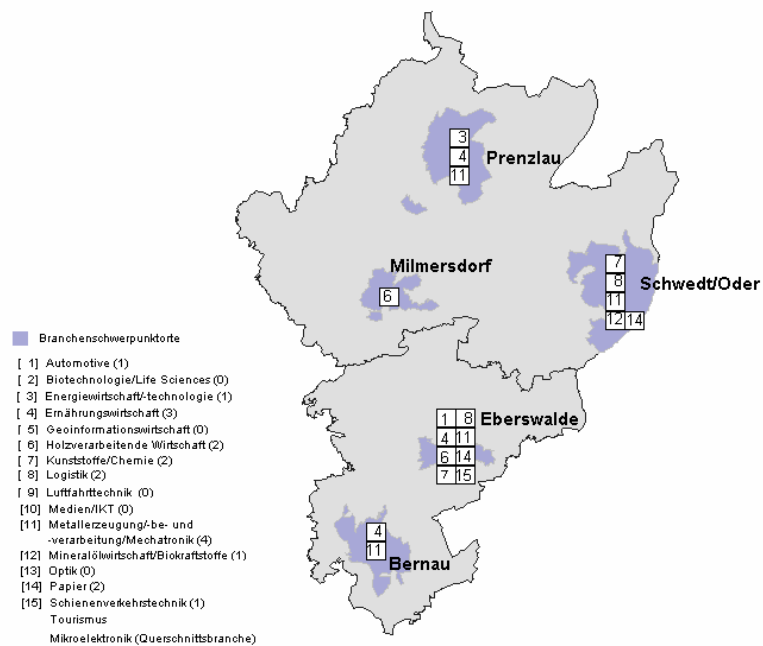 3
4
11
Prenzlau
Milmersdorf
6
7
8
11
12 14
Schwedt/Oder
Branchenschwerpunktorte
[ 1] Automotive (1)
[ 2] Biotechnologie/Life Sciences (0)
[ 3] Energiewirtschaft/-technologie (1)
[ 4] Ernährungswirtschaft (3)
[ 5] Geoinformationswirtschaft (0)
[ 6] Holzverarbeitende Wirtschaft (2)
[ 7] Kunststoffe/Chemie (2)
[ 8] Logistik (2)
[ 9] Luftfahrttechnik (0)
[10] Medien/IKT (0)
[11] Metallerzeugung/-be- und
-verarbeitung/Mechatronik (4)
[12] Mineralölwirtschaft/Biokraftstoffe (1)
[13] Optik (0)
[14] Papier (2)
[15] Schienenverkehrstechnik (1)
Tourismus
Mikroelektronik (Querschnittsbranche)
Eberswalde
1 8
4 11
6 14
7 15
4
11
Bernau